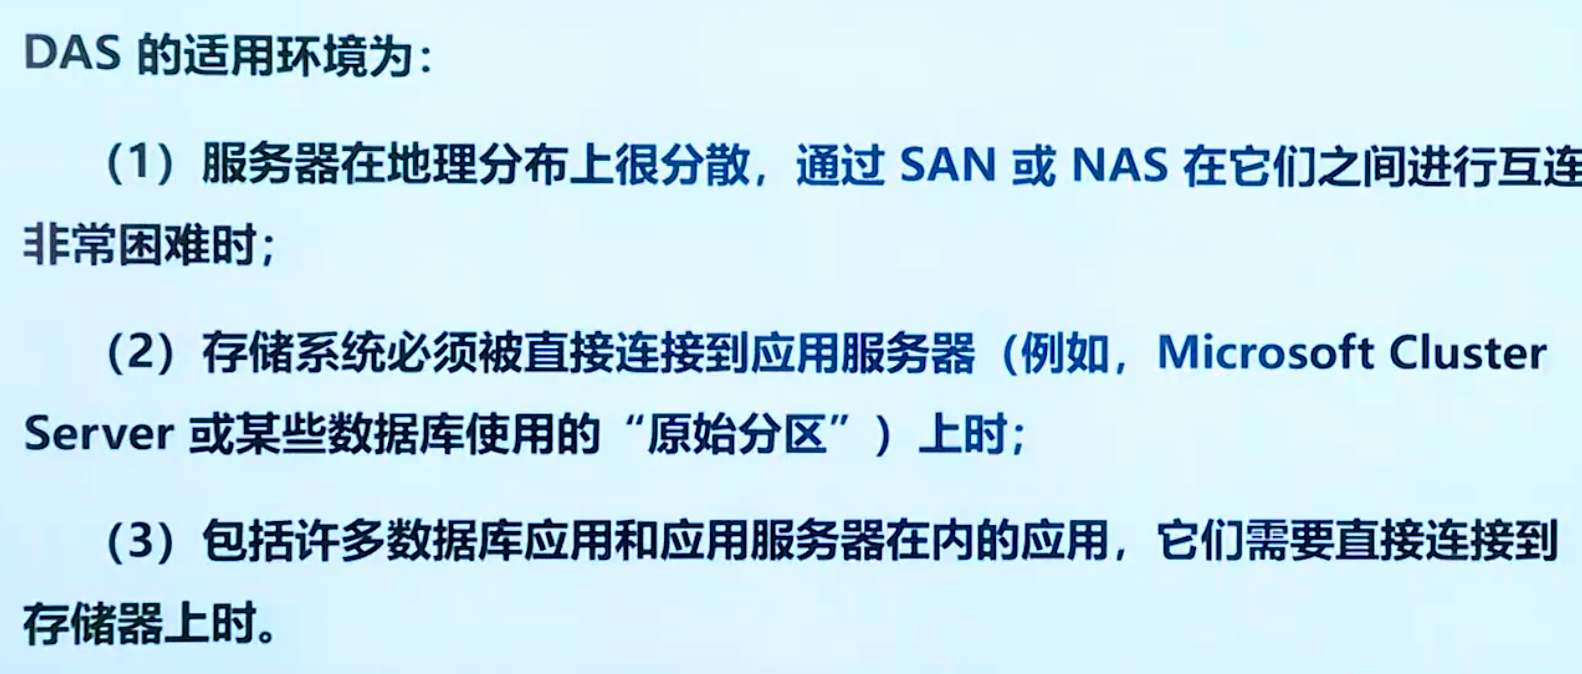 DAS 的适用环境为：
（1）服务器在地理分布上很分散，通过 SAN 或 NAS 在它们之间进行互连
非常困难时；
（2）存储系统必须被直接连接到应用服务器（例如，Microsoft Cluster
Server 或某些数据库使用的“原始分区”）上时；
（3）包括许多数据库应用和应用服务器在内的应用，它们需要直接连接到
存储器上时。